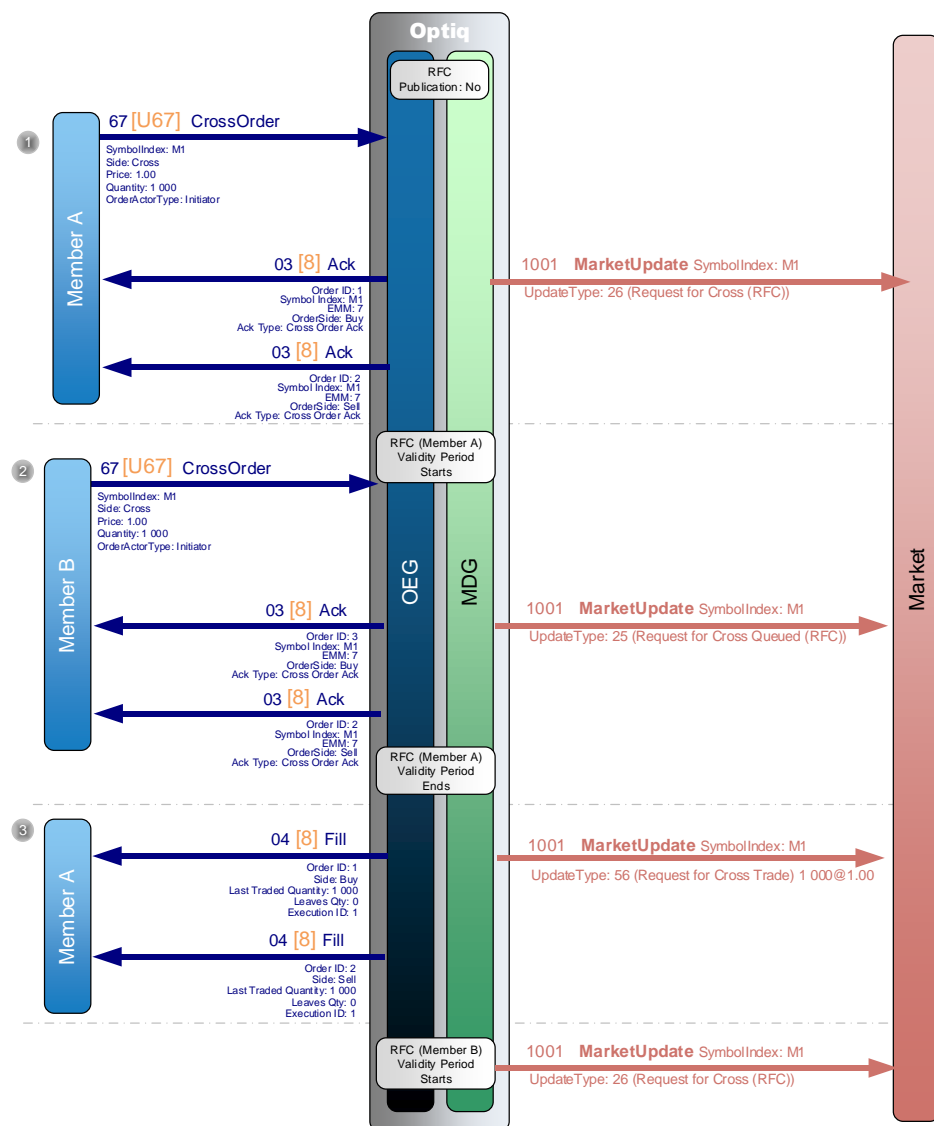 Optiq
RFC
Publication: No
1
67 [U67] CrossOrder
SymbolIndex: M1
Side: Cross
Price: 1.00
Quantity: 1 000
OrderActorType: Initiator
Member A
03 [8] Ack
Order ID: 1
Symbol Index: M1
EMM: 7
OrderSide: Buy
Ack Type: Cross Order Ack
1001 MarketUpdate SymbolIndex: M1
UpdateType: 26 (Request for Cross (RFC))
03 [8] Ack
Order ID: 2
Symbol Index: M1
EMM: 7
OrderSide: Sell
Ack Type: Cross Order Ack
RFC (Member A)
Validity Period
Starts
2
67 [U67] CrossOrder
SymbolIndex: M1
Side: Cross
Price: 1.00
Quantity: 1 000
OrderActorType: Initiator
Member B
OEG
MDG
Market
03 [8] Ack
Order ID: 3
Symbol Index: M1
EMM: 7
OrderSide: Buy
Ack Type: Cross Order Ack
1001 MarketUpdate SymbolIndex: M1
UpdateType: 25 (Request for Cross Queued (RFC))
03 [8] Ack
Order ID: 2
Symbol Index: M1
EMM: 7
OrderSide: Sell
Ack Type: Cross Order Ack
RFC (Member A)
Validity Period
Ends
3
Member A
04 [8] Fill
Order ID: 1
Side: Buy
Last Traded Quantity: 1 000
Leaves Qty: 0
Execution ID: 1
1001 MarketUpdate SymbolIndex: M1
UpdateType: 56 (Request for Cross Trade) 1 000@1.00
04 [8] Fill
Order ID: 2
Side: Sell
Last Traded Quantity: 1 000
Leaves Qty: 0
Execution ID: 1
RFC (Member B)
Validity Period
Starts
1001 MarketUpdate SymbolIndex: M1
UpdateType: 26 (Request for Cross (RFC))